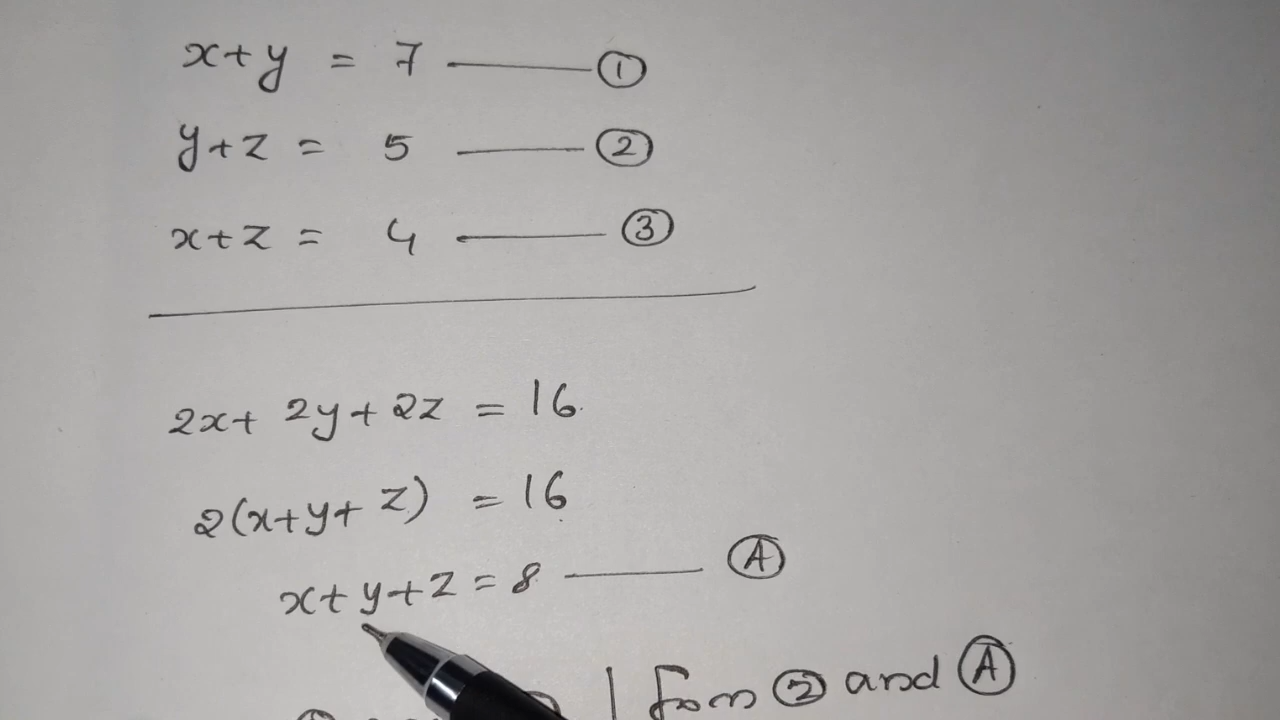 x+y = 7 —— ①
y+z = 5 —— ②
x+z = 4 —— ③
2x+ 2y+ 2z = 16
2(x+y+ z) = 16
x+y+z = 8 —— Ⓐ
| from ② and Ⓐ